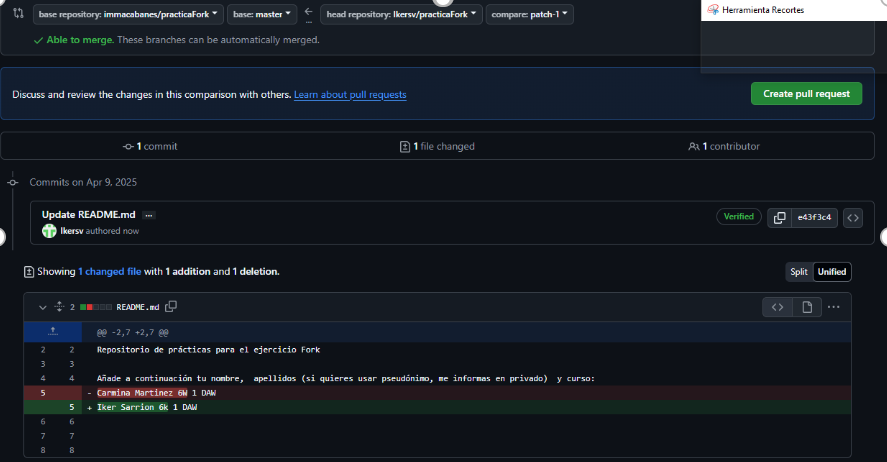 base repository: immacabanes/practicaFork base: master head repository: Ikersv/practicaFork compare: patch-1
Herramienta Recortes
Able to merge. These branches can be automatically merged.
Discuss and review the changes in this comparison with others. Learn about pull requests
Create pull request
1 commit
1 file changed
1 contributor
Commits on Apr 9, 2025
Update README.md
Verified
e43f3c4
Ikersv authored now
Showing 1 changed file with 1 addition and 1 deletion.
Split Unified
2 README.md
@@ -2,7 +2,7 @@
2 2 Repositorio de prácticas para el ejercicio Fork
3 3
4 4 Añade a continuación tu nombre, apellidos (si quieres usar pseudónimo, me informas en privado) y curso:
5 - Carmina Martinez 6W 1 DAW
5 + Iker Sarrion 6k 1 DAW
6 6
7 7
8 8